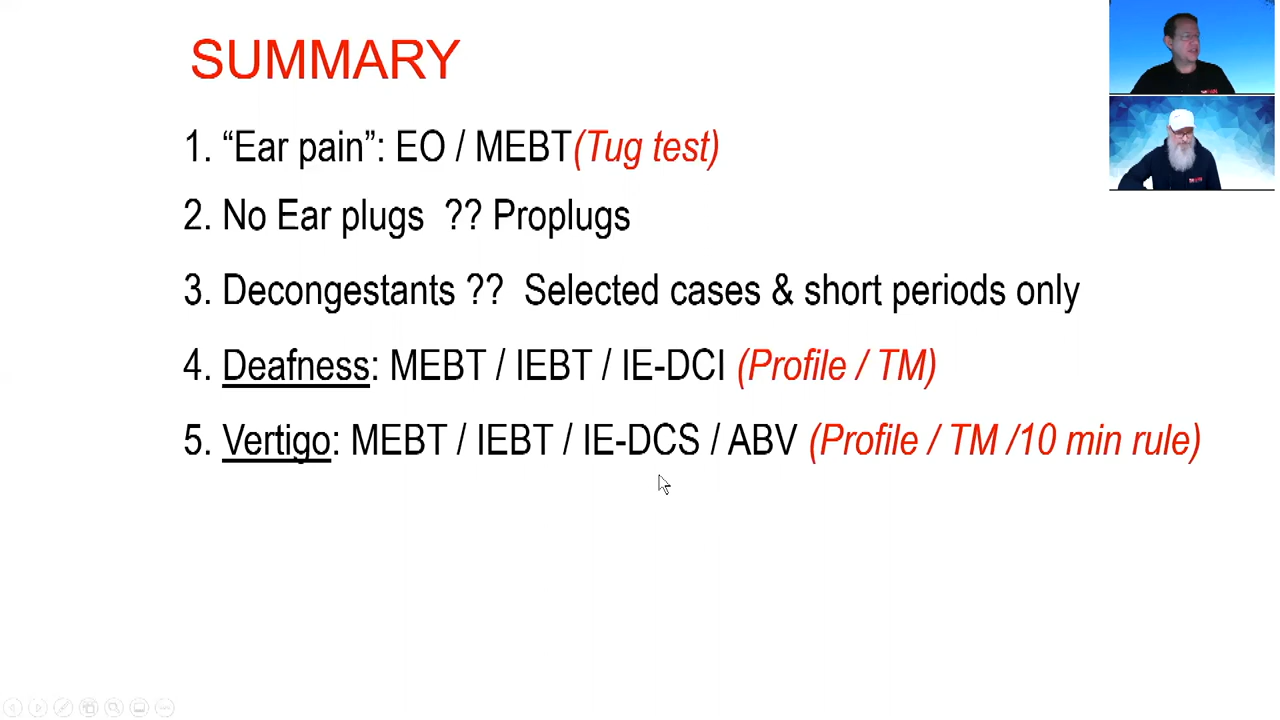 SUMMARY
1. “Ear pain”: EO / MEBT(Tug test)
2. No Ear plugs ?? Proplugs
3. Decongestants ?? Selected cases & short periods only
4. Deafness: MEBT / IEBT / IE-DCI (Profile / TM)
5. Vertigo: MEBT / IEBT / IE-DCS / ABV (Profile / TM /10 min rule)